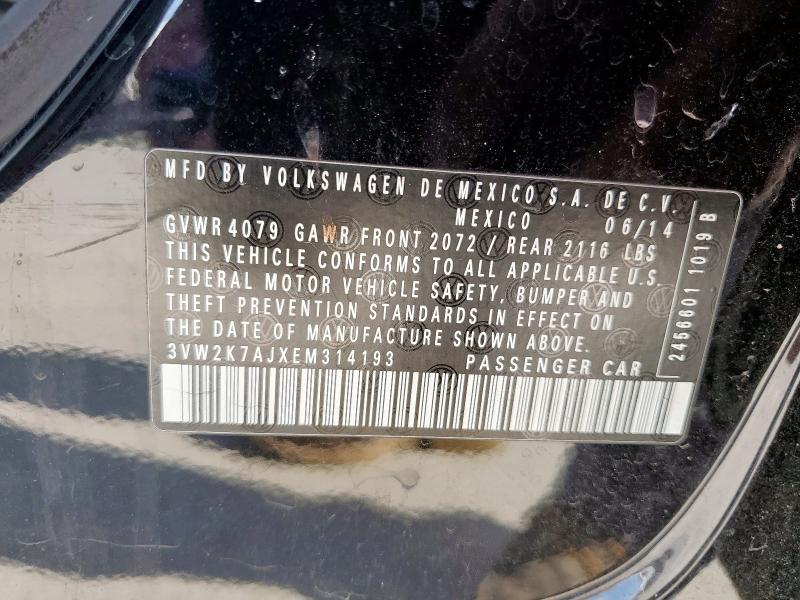 MFD BY VOLKSWAGEN DE MEXICO S.A. DE C.V.
MEXICO 06/14
GVWR 4079 GAWR/FRONT 2072 / REAR 2116 LBS
THIS VEHICLE CONFORMS TO ALL APPLICABLE U.S.
FEDERAL MOTOR VEHICLE SAFETY, BUMPER AND
THEFT PREVENTION STANDARDS IN EFFECT ON
THE DATE OF MANUFACTURE SHOWN ABOVE.
3VW2K7AJXEM314193 PASSENGER CAR
2466601 1019 B